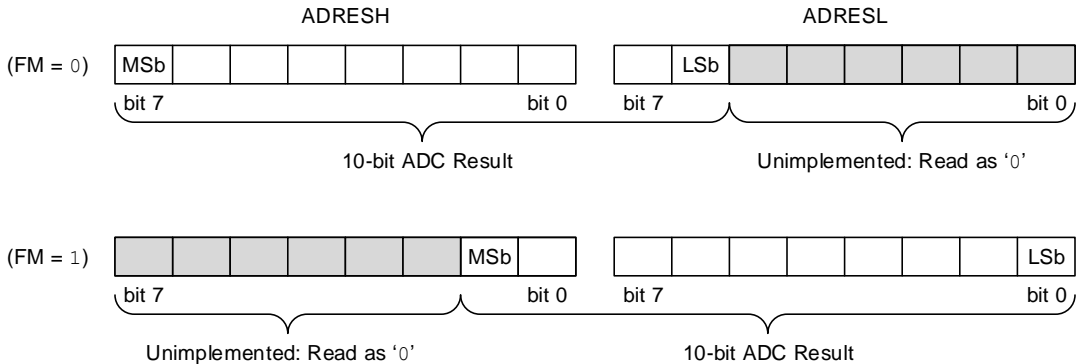 ADRESH ADRESL
(FM = 0) MSb LSb
bit 7 bit 0 bit 7 bit 0
10-bit ADC Result Unimplemented: Read as ‘0’
(FM = 1) MSb LSb
bit 7 bit 0 bit 7 bit 0
Unimplemented: Read as ‘0’ 10-bit ADC Result